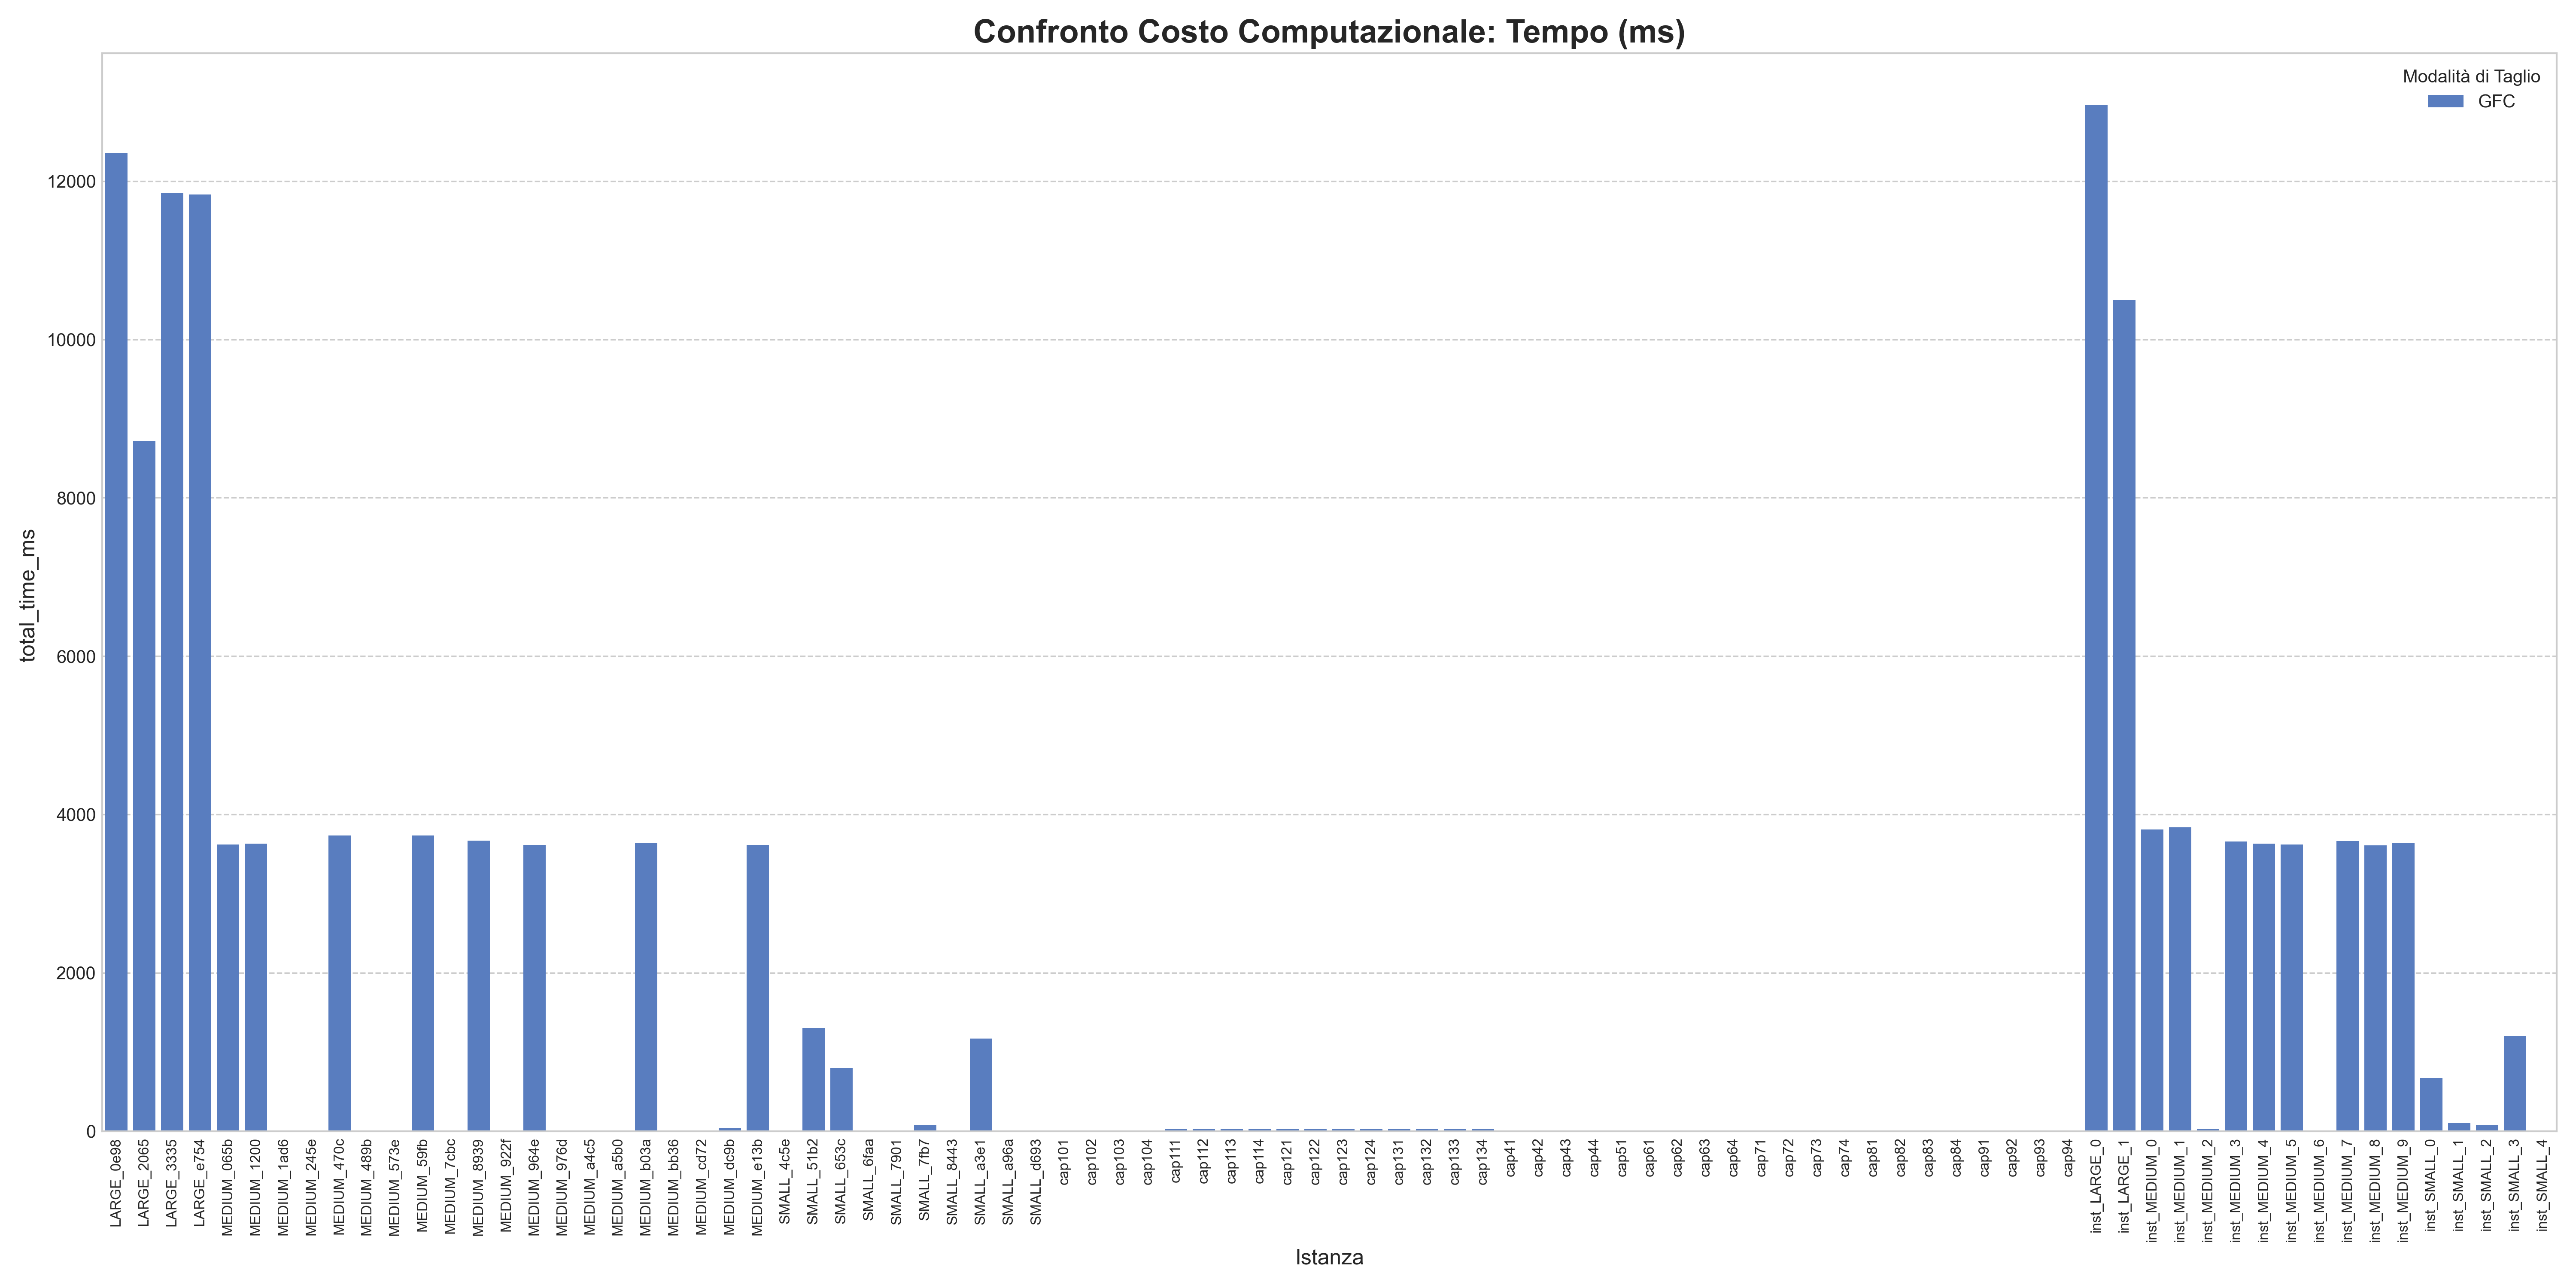 Confronto Costo Computazionale: Tempo (ms)
Modalità di Taglio
GFC
total_time_ms
12000
10000
8000
6000
4000
2000
0
LARGE_0e98
LARGE_2065
LARGE_3335
LARGE_e754
MEDIUM_065b
MEDIUM_1200
MEDIUM_1ad6
MEDIUM_245e
MEDIUM_470c
MEDIUM_489b
MEDIUM_573e
MEDIUM_59fb
MEDIUM_7cbc
MEDIUM_8939
MEDIUM_922f
MEDIUM_964e
MEDIUM_976d
MEDIUM_a4c5
MEDIUM_a5b0
MEDIUM_b03a
MEDIUM_bb36
MEDIUM_cd72
MEDIUM_dc9b
MEDIUM_e13b
SMALL_4c5e
SMALL_51b2
SMALL_653c
SMALL_6faa
SMALL_7901
SMALL_7fb7
SMALL_8443
SMALL_a3e1
SMALL_a96a
SMALL_d693
cap101
cap102
cap103
cap104
cap111
cap112
cap113
cap114
cap121
cap122
cap123
cap124
cap131
cap132
cap133
cap134
cap41
cap42
cap43
cap44
cap51
cap61
cap62
cap63
cap64
cap71
cap72
cap73
cap74
cap81
cap82
cap83
cap84
cap91
cap92
cap93
cap94
inst_LARGE_0
inst_LARGE_1
inst_MEDIUM_0
inst_MEDIUM_1
inst_MEDIUM_2
inst_MEDIUM_3
inst_MEDIUM_4
inst_MEDIUM_5
inst_MEDIUM_6
inst_MEDIUM_7
inst_MEDIUM_8
inst_MEDIUM_9
inst_SMALL_0
inst_SMALL_1
inst_SMALL_2
inst_SMALL_3
inst_SMALL_4
Istanza